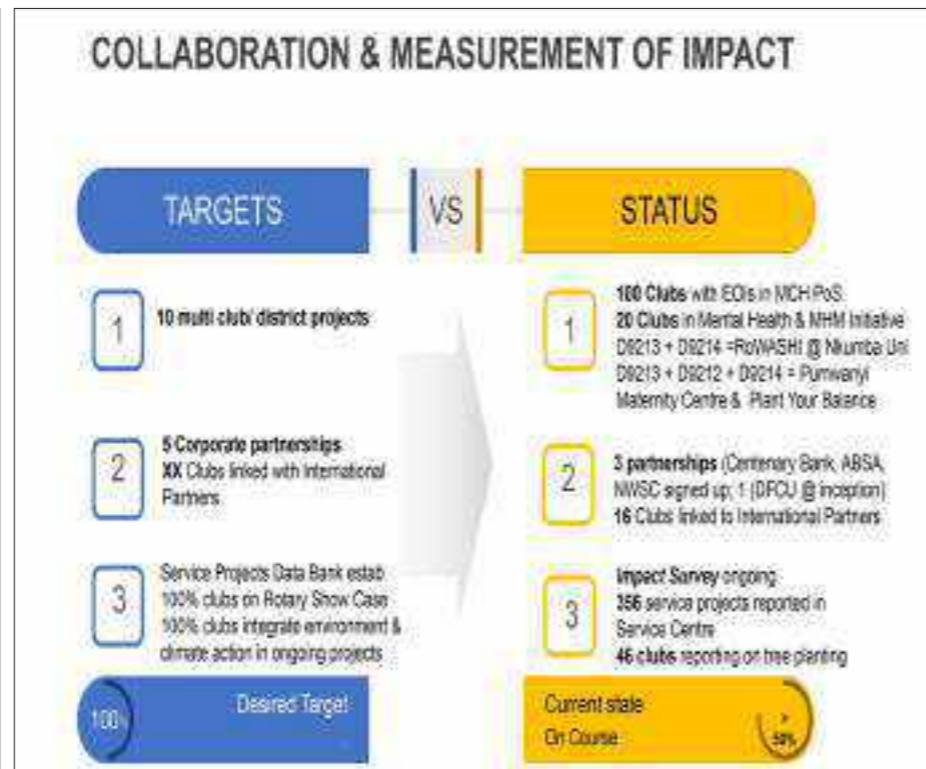 COLLABORATION & MEASUREMENT OF IMPACT
TARGETS
VS
STATUS
1
10 multi club/ district projects
2
5 Corporate partnerships
XX Clubs linked with International
Partners
3
Service Projects Data Bank estab
100% clubs on Rotary Show Case
100% clubs integrate environment &
climate action in ongoing projects
100%
Desired Target
1
100 Clubs with EOIs in MCH PoS
20 Clubs in Mental Health & MHM Initiative
D9213 + D9214 =RoWASH @ Nkumba Uni
D9213 + D9212 + D9214 = Pumwanyi
Maternity Centre & Plant Your Balance
2
3 partnerships (Centenary Bank, ABSA,
NWSC signed up; 1 (DFCU @ inception)
16 Clubs linked to International Partners
3
Impact Survey ongoing
356 service projects reported in
Service Centre
46 clubs reporting on tree planting
Current state
On Course
>
50%